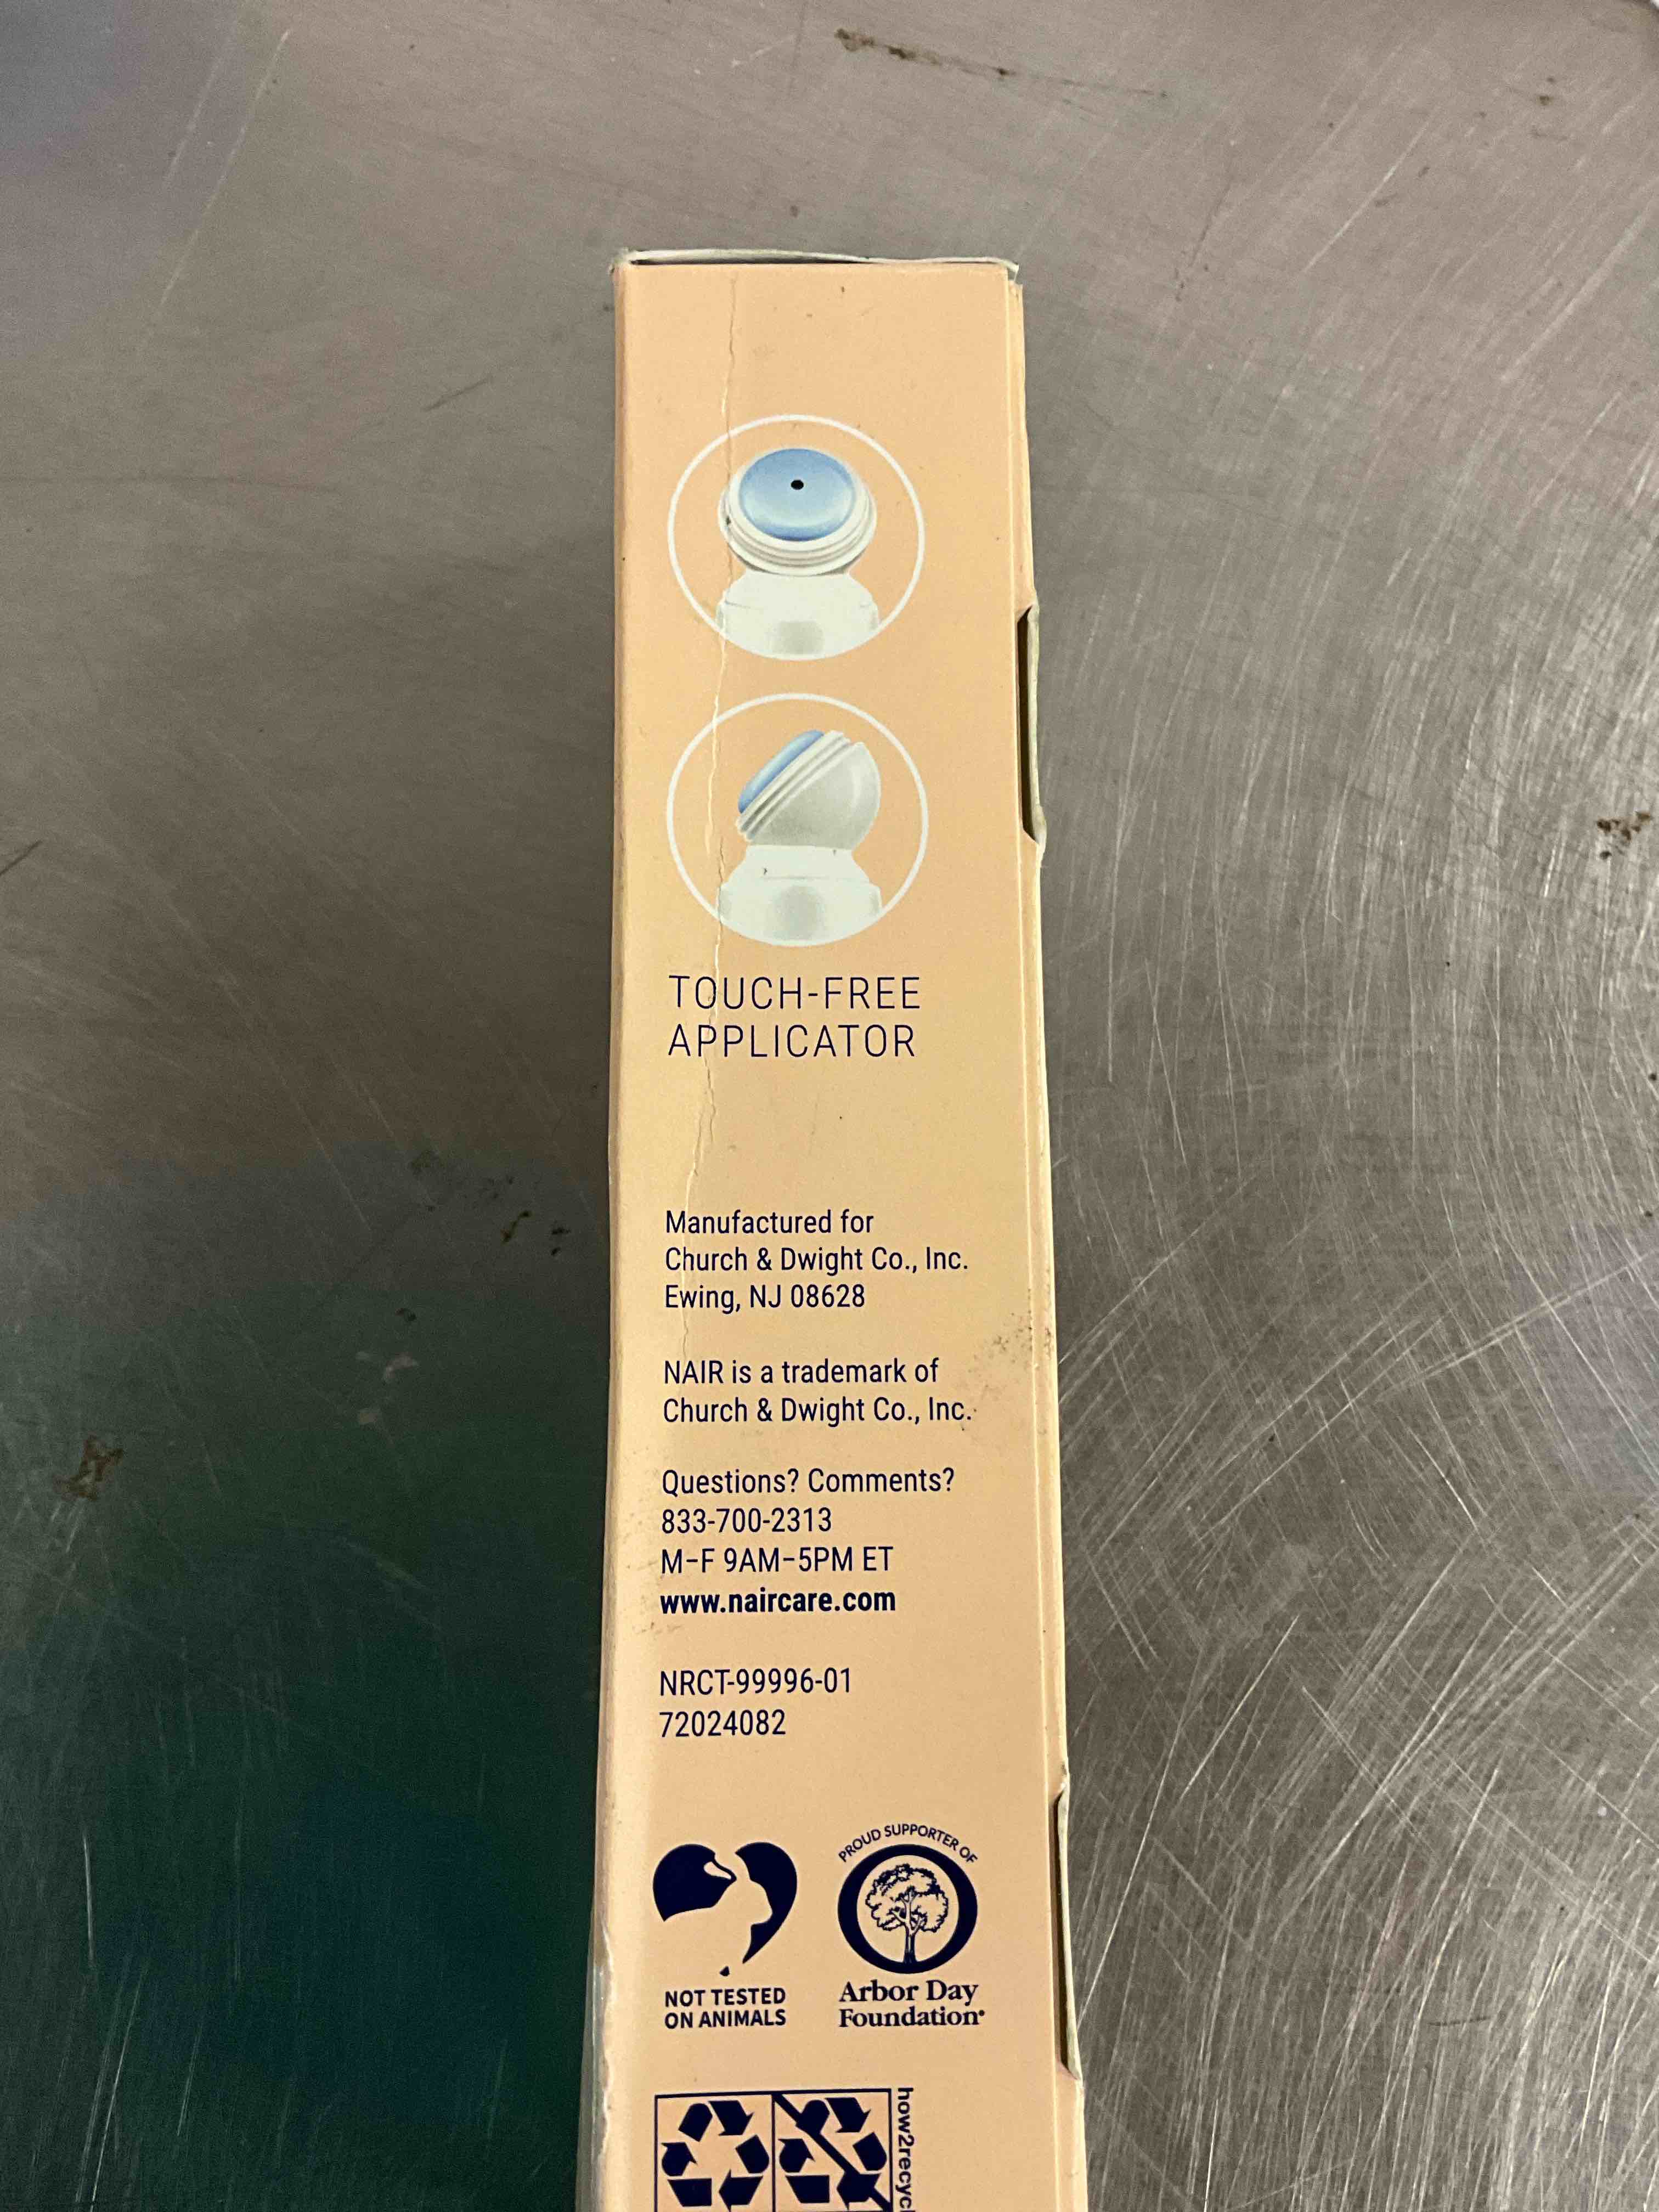 TOUCH-FREE
APPLICATOR
Manufactured for
Church & Dwight Co., Inc.
Ewing, NJ 08628
NAIR is a trademark of
Church & Dwight Co., Inc.
Questions? Comments?
833-700-2313
M–F 9AM–5PM ET
www.naircare.com
NRCT-99996-01
72024082
NOT TESTED
ON ANIMALS
PROUD SUPPORTER OF
Arbor Day
Foundation®